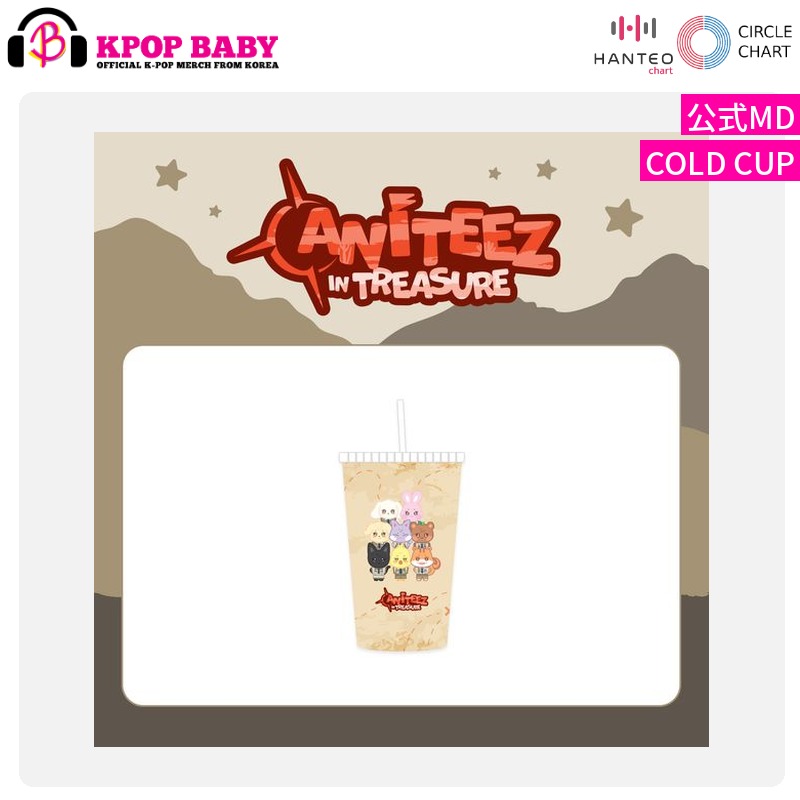 KPOP BABY
OFFICIAL K-POP MERCH FROM KOREA
HANTEO
chart
CIRCLE
CHART
公式MD
COLD CUP
ANITEEZ
IN TREASURE
ANITEEZ
IN TREASURE